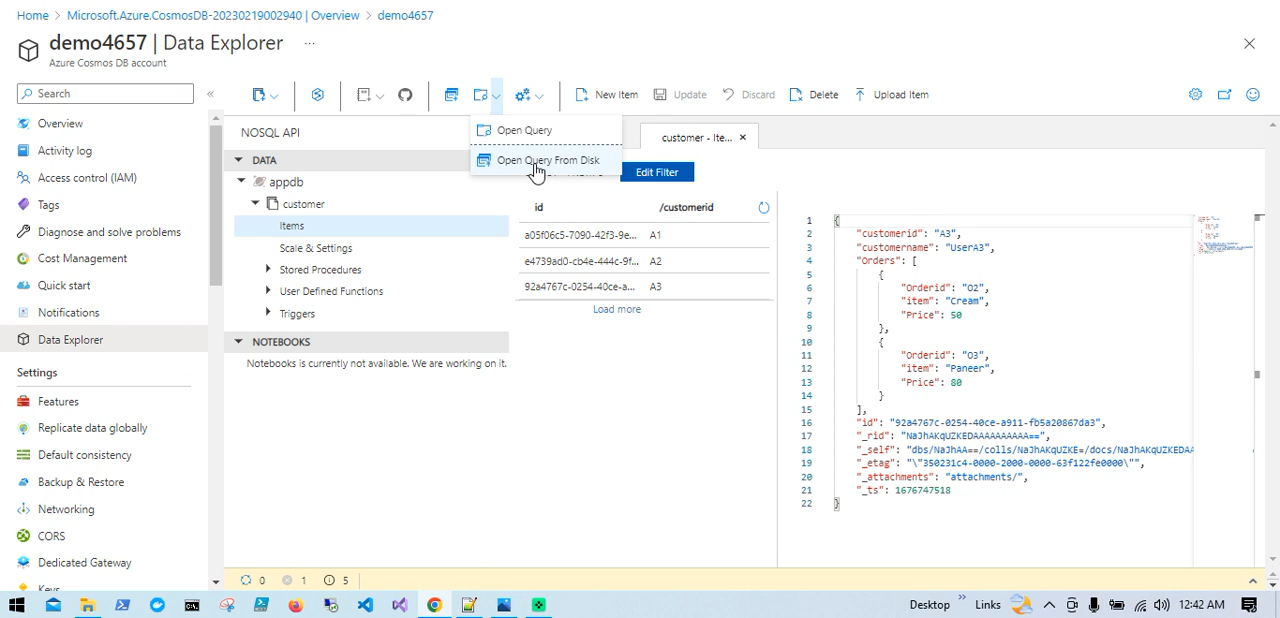 Home > Microsoft.Azure.CosmosDB-20230219002940 | Overview > demo4657
demo4657 | Data Explorer ...
Azure Cosmos DB account
Search
«
Overview
Activity log
Access control (IAM)
Tags
Diagnose and solve problems
Cost Management
Quick start
Notifications
Data Explorer
Settings
Features
Replicate data globally
Default consistency
Backup & Restore
Networking
CORS
Dedicated Gateway
Keys
New Item
Update
Discard
Delete
Upload Item
Open Query
Open Query From Disk
NOSQL API
DATA
appdb
customer
Items
Scale & Settings
Stored Procedures
User Defined Functions
Triggers
NOTEBOOKS
Notebooks is currently not available. We are working on it.
customer - Ite... ×
Edit Filter
id /customerid
a05f06c5-7090-42f3-9e... A1
e4739ad0-cb4e-444c-9f... A2
92a4767c-0254-40ce-a... A3
Load more
1 {
2 "customerid": "A3",
3 "customername": "UserA3",
4 "Orders": [
5 {
6 "Orderid": "O2",
7 "item": "Cream",
8 "Price": 50
9 },
10 {
11 "Orderid": "O3",
12 "item": "Paneer",
13 "Price": 80
14 }
15 ],
16 "id": "92a4767c-0254-40ce-a911-fb5a20867da3",
17 "_rid": "NaJhAKqUZKEDAAAAAAAAAA==",
18 "_self": "dbs/NaJhAA==/colls/NaJhAKqUZKE=/docs/NaJhAKqUZKEDAA
19 "_etag": "\"350231c4-0000-2000-0000-63f122fe0000\"",
20 "_attachments": "attachments/",
21 "_ts": 1676747518
22 }
0 1 5
Desktop » Links 12:42 AM